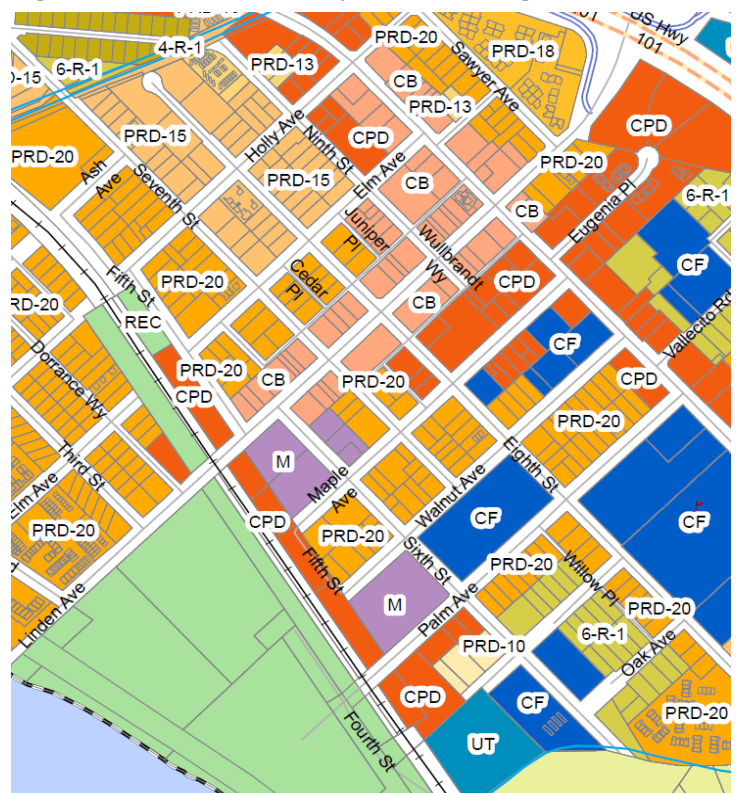 4-R-1
PRD-20
Sawyer Ave
PRD-18
US Hwy
101
101
6-R-1
PRD-13
CB
PRD-13
-15
PRD-15
Holly Ave
Ninth St
CPD
CPD
PRD-20
Ash
Ave
Seventh St
PRD-15
Elm Ave
CB
PRD-20
6-R-1
Juniper
Pl
Wullbrandt
Wy
CB
Eugenia Pl
Fifth St
PRD-20
Cedar
Pl
CPD
CF
RD-20
REC
CB
CF
Vallecito Rd
Dorrance Wy
PRD-20
CPD
CB
PRD-20
CPD
PRD-20
Third St
M
Maple
Ave
Walnut Ave
Eighth St
Elm Ave
PRD-20
CPD
CF
CF
PRD-20
Fifth St
Sixth St
PRD-20
Willow Pl
Linden Ave
M
Palm Ave
PRD-20
6-R-1
PRD-10
Oak Ave
CPD
CF
PRD-20
Fourth St
UT